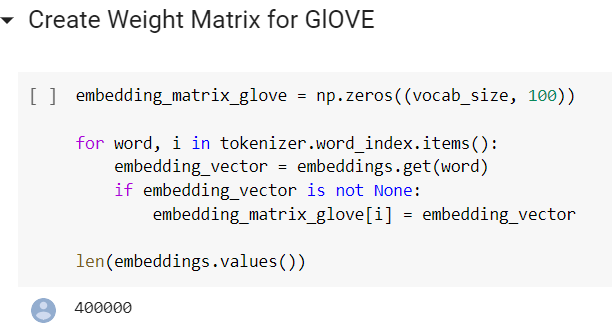 Create Weight Matrix for GlOVE
[ ] embedding_matrix_glove = np.zeros((vocab_size, 100))
for word, i in tokenizer.word_index.items():
    embedding_vector = embeddings.get(word)
    if embedding_vector is not None:
        embedding_matrix_glove[i] = embedding_vector
len(embeddings.values())
400000